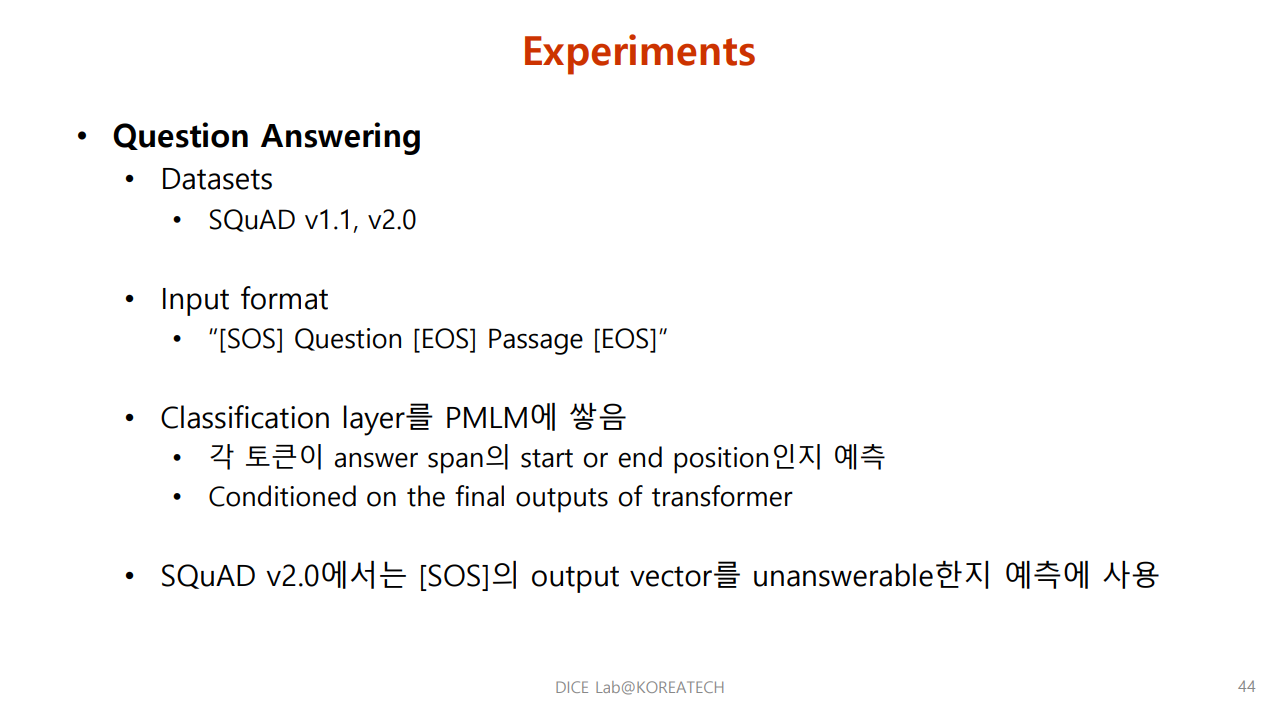 Experiments
• Question Answering
• Datasets
• SQuAD v1.1, v2.0
• Input format
• "[SOS] Question [EOS] Passage [EOS]"
• Classification layer를 PMLM에 쌓음
• 각 토큰이 answer span의 start or end position인지 예측
• Conditioned on the final outputs of transformer
• SQuAD v2.0에서는 [SOS]의 output vector를 unanswerable한지 예측에 사용
DICE Lab@KOREATECH
44